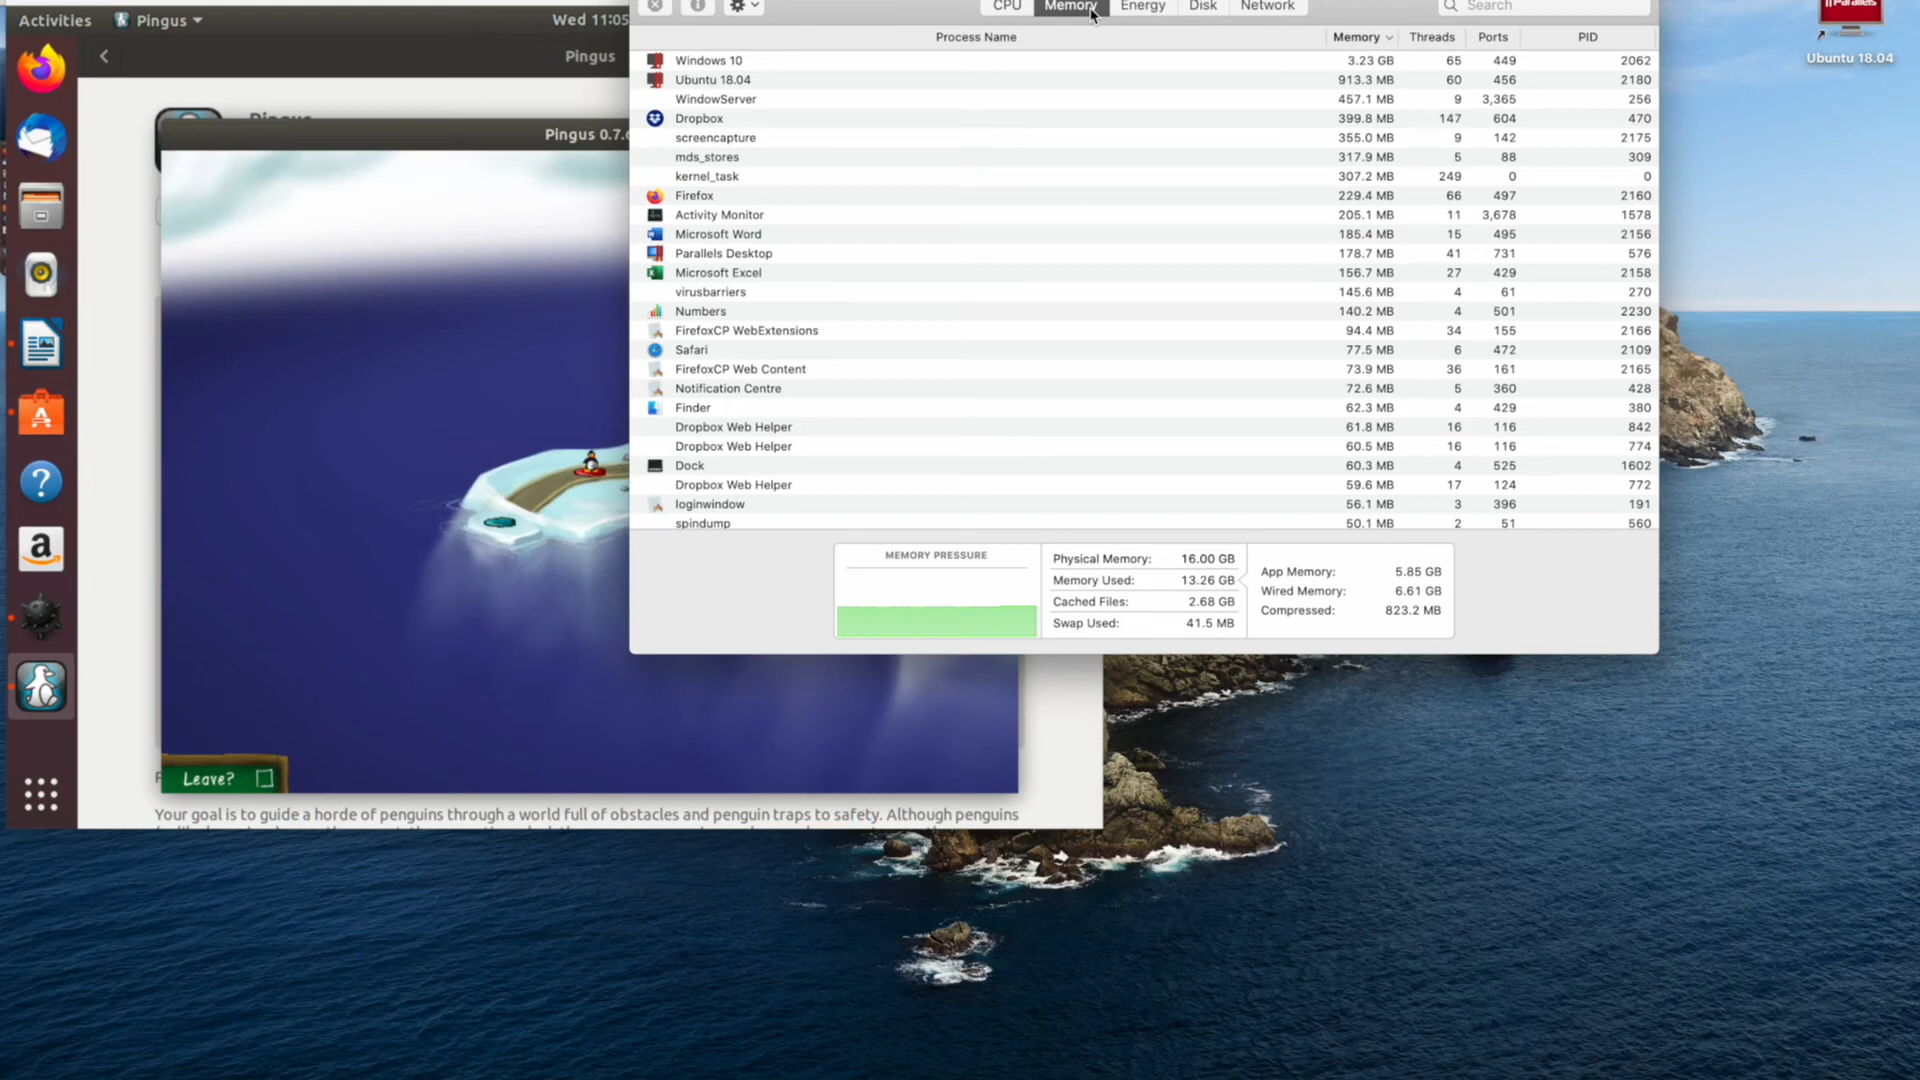 Activities
Pingus
Wed 11:05
Pingus
Pingus
Pingus 0.7.
Leave?
Your goal is to guide a horde of penguins through a world full of obstacles and penguin traps to safety. Although penguins
CPU
Memory
Energy
Disk
Network
Search
Process Name Memory Threads Ports PID
Windows 10 3.23 GB 65 449 2062
Ubuntu 18.04 913.3 MB 60 456 2180
WindowServer 457.1 MB 9 3,365 256
Dropbox 399.8 MB 147 604 470
screencapture 355.0 MB 9 142 2175
mds_stores 317.9 MB 5 88 309
kernel_task 307.2 MB 249 0 0
Firefox 229.4 MB 66 497 2160
Activity Monitor 205.1 MB 11 3,678 1578
Microsoft Word 185.4 MB 15 495 2156
Parallels Desktop 178.7 MB 41 731 576
Microsoft Excel 156.7 MB 27 429 2158
virusbarriers 145.6 MB 4 61 270
Numbers 140.2 MB 4 501 2230
FirefoxCP WebExtensions 94.4 MB 34 155 2166
Safari 77.5 MB 6 472 2109
FirefoxCP Web Content 73.9 MB 36 161 2165
Notification Centre 72.6 MB 5 360 428
Finder 62.3 MB 4 429 380
Dropbox Web Helper 61.8 MB 16 116 842
Dropbox Web Helper 60.5 MB 16 116 774
Dock 60.3 MB 4 525 1602
Dropbox Web Helper 59.6 MB 17 124 772
loginwindow 56.1 MB 3 396 191
spindump 50.1 MB 2 51 560
MEMORY PRESSURE
Physical Memory: 16.00 GB
Memory Used: 13.26 GB
Cached Files: 2.68 GB
Swap Used: 41.5 MB
App Memory: 5.85 GB
Wired Memory: 6.61 GB
Compressed: 823.2 MB
Parallels
Ubuntu 18.04